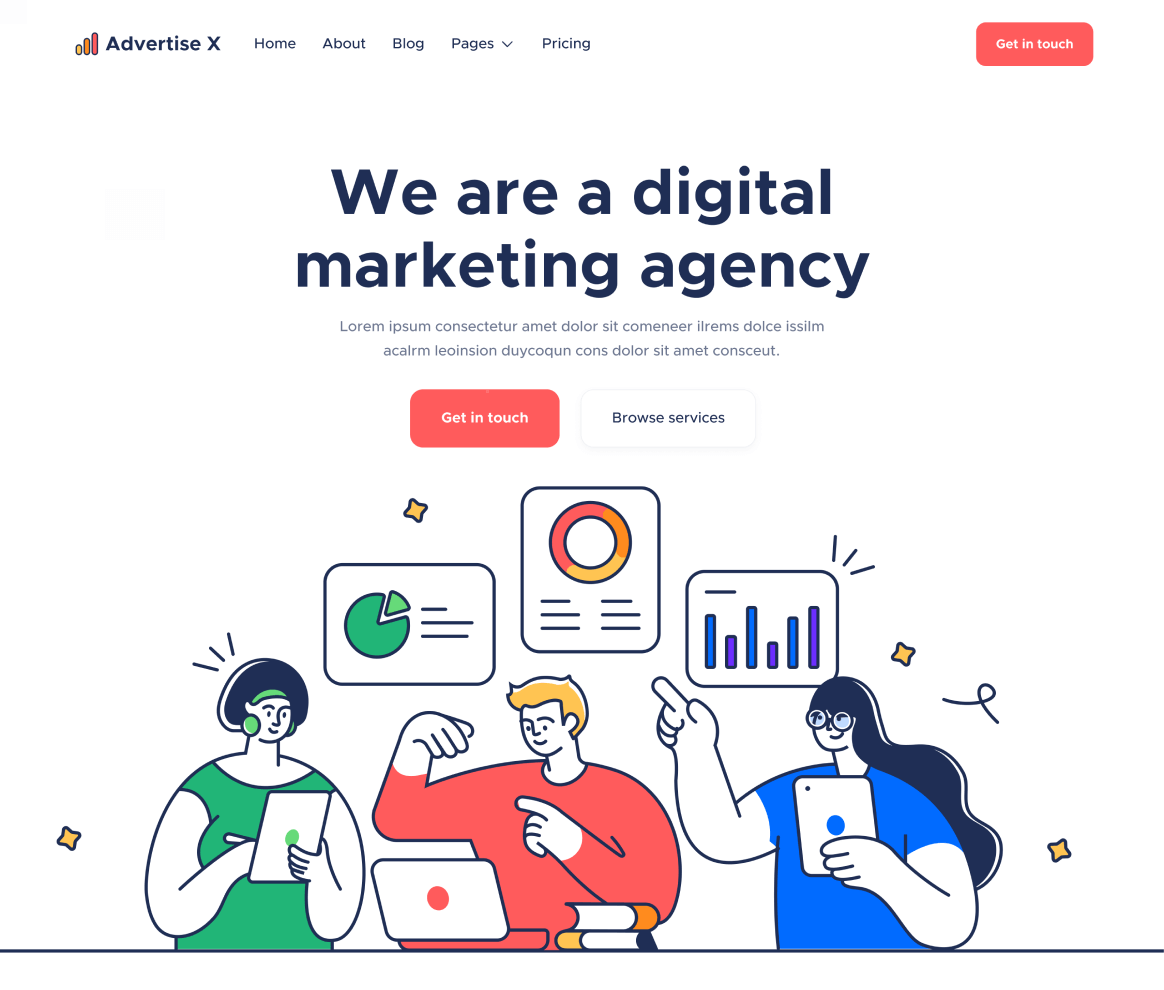 Advertise X
Home About Blog Pages Pricing
Get in touch
We are a digital
marketing agency
Lorem ipsum consectetur amet dolor sit comeneer ilrems dolce issilm
acalrm leoinsion duycoqun cons dolor sit amet consceut.
Get in touch
Browse services